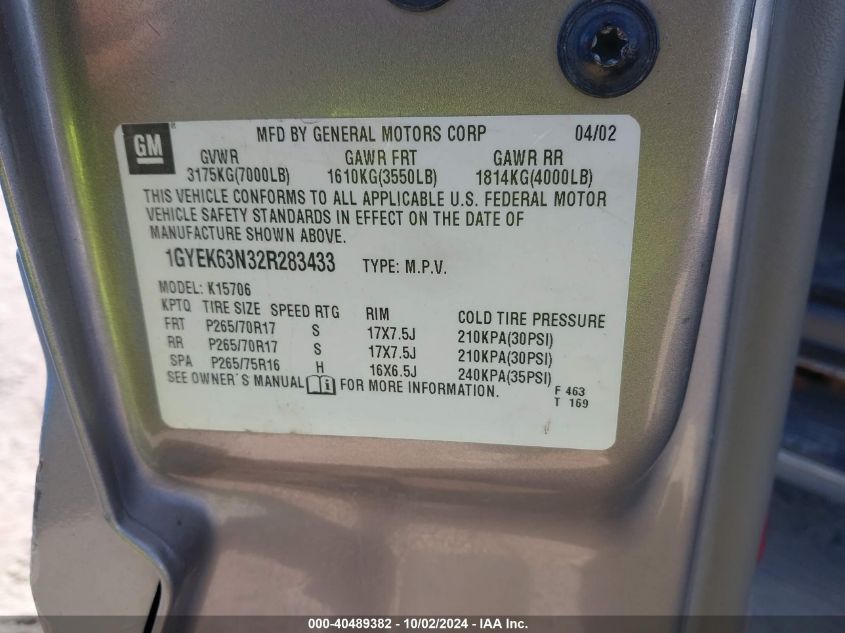 GM ® MFD BY GENERAL MOTORS CORP 04/02
GVWR GAWR FRT GAWR RR
3175KG(7000LB) 1610KG(3550LB) 1814KG(4000LB)
THIS VEHICLE CONFORMS TO ALL APPLICABLE U.S. FEDERAL MOTOR
VEHICLE SAFETY STANDARDS IN EFFECT ON THE DATE OF
MANUFACTURE SHOWN ABOVE.
1GYEK63N32R283433 TYPE: M.P.V.
MODEL: K15706
KPTQ TIRE SIZE SPEED RTG RIM COLD TIRE PRESSURE
FRT P265/70R17 S 17X7.5J 210KPA(30PSI)
RR P265/70R17 S 17X7.5J 210KPA(30PSI)
SPA P265/75R16 H 16X6.5J 240KPA(35PSI)
SEE OWNER'S MANUAL FOR MORE INFORMATION.
F 463
T 169
000-40489382 - 10/02/2024 - IAA Inc.